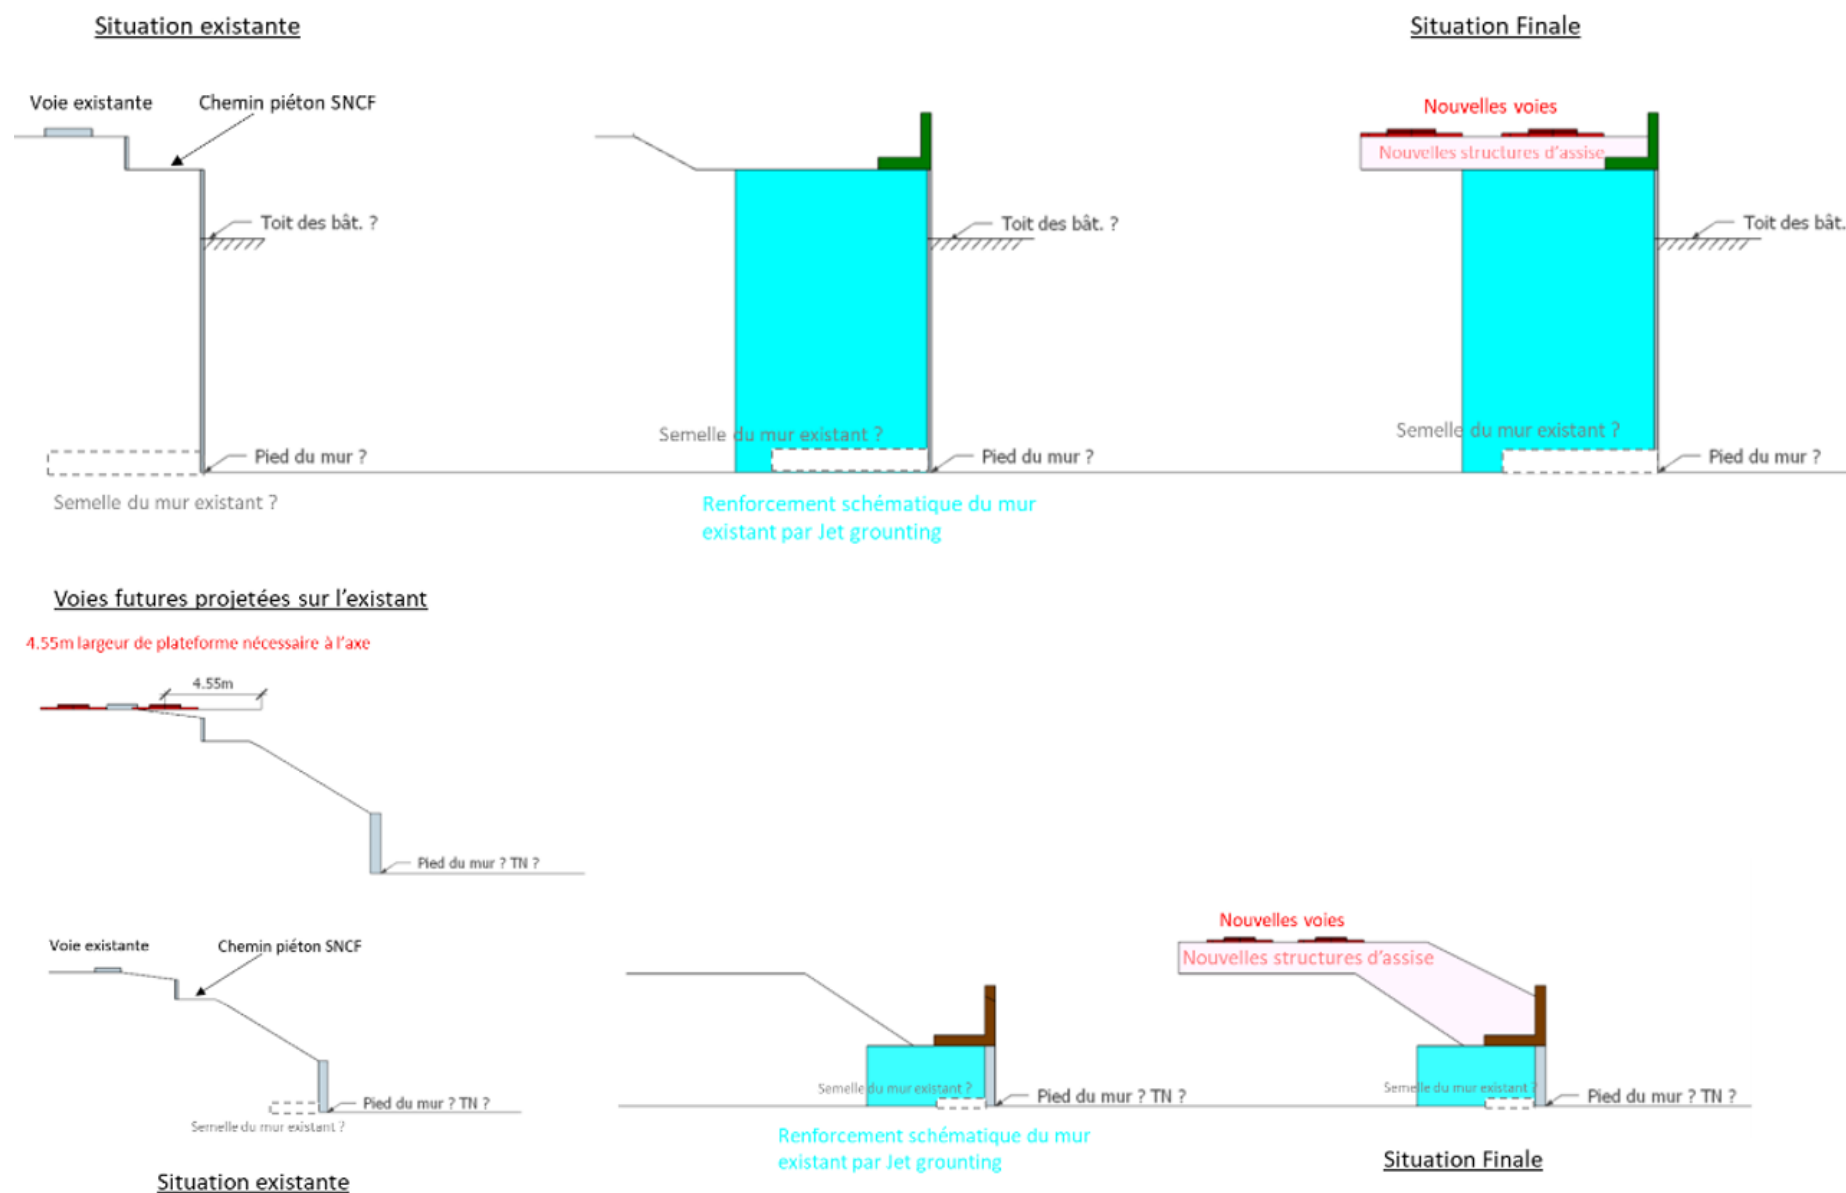 Situation existante
Situation Finale
Voie existante
Chemin piéton SNCF
Nouvelles voies
Nouvelles structures d'assise
Toit des bât. ?
Toit des bât. ?
Toit des bât.
Semelle du mur existant ?
Semelle du mur existant ?
Pied du mur ?
Pied du mur ?
Pied du mur ?
Semelle du mur existant ?
Renforcement schématique du mur
existant par Jet grounting
Voies futures projetées sur l'existant
4.55m largeur de plateforme nécessaire à l'axe
4.55m
Pied du mur ? TN ?
Voie existante
Chemin piéton SNCF
Nouvelles voies
Nouvelles structures d'assise
Semelle du mur existant ?
Semelle du mur existant ?
Pied du mur ? TN ?
Pied du mur ? TN ?
Pied du mur ? TN ?
Semelle du mur existant ?
Renforcement schématique du mur
existant par Jet grounting
Situation Finale
Situation existante